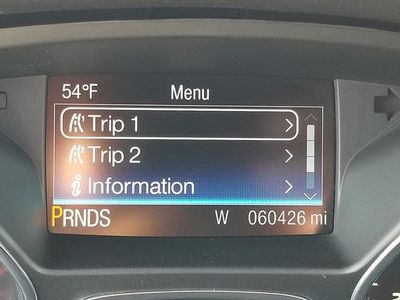 54°F Menu
Trip 1
Trip 2
Information
PRNDS W 060426 mi